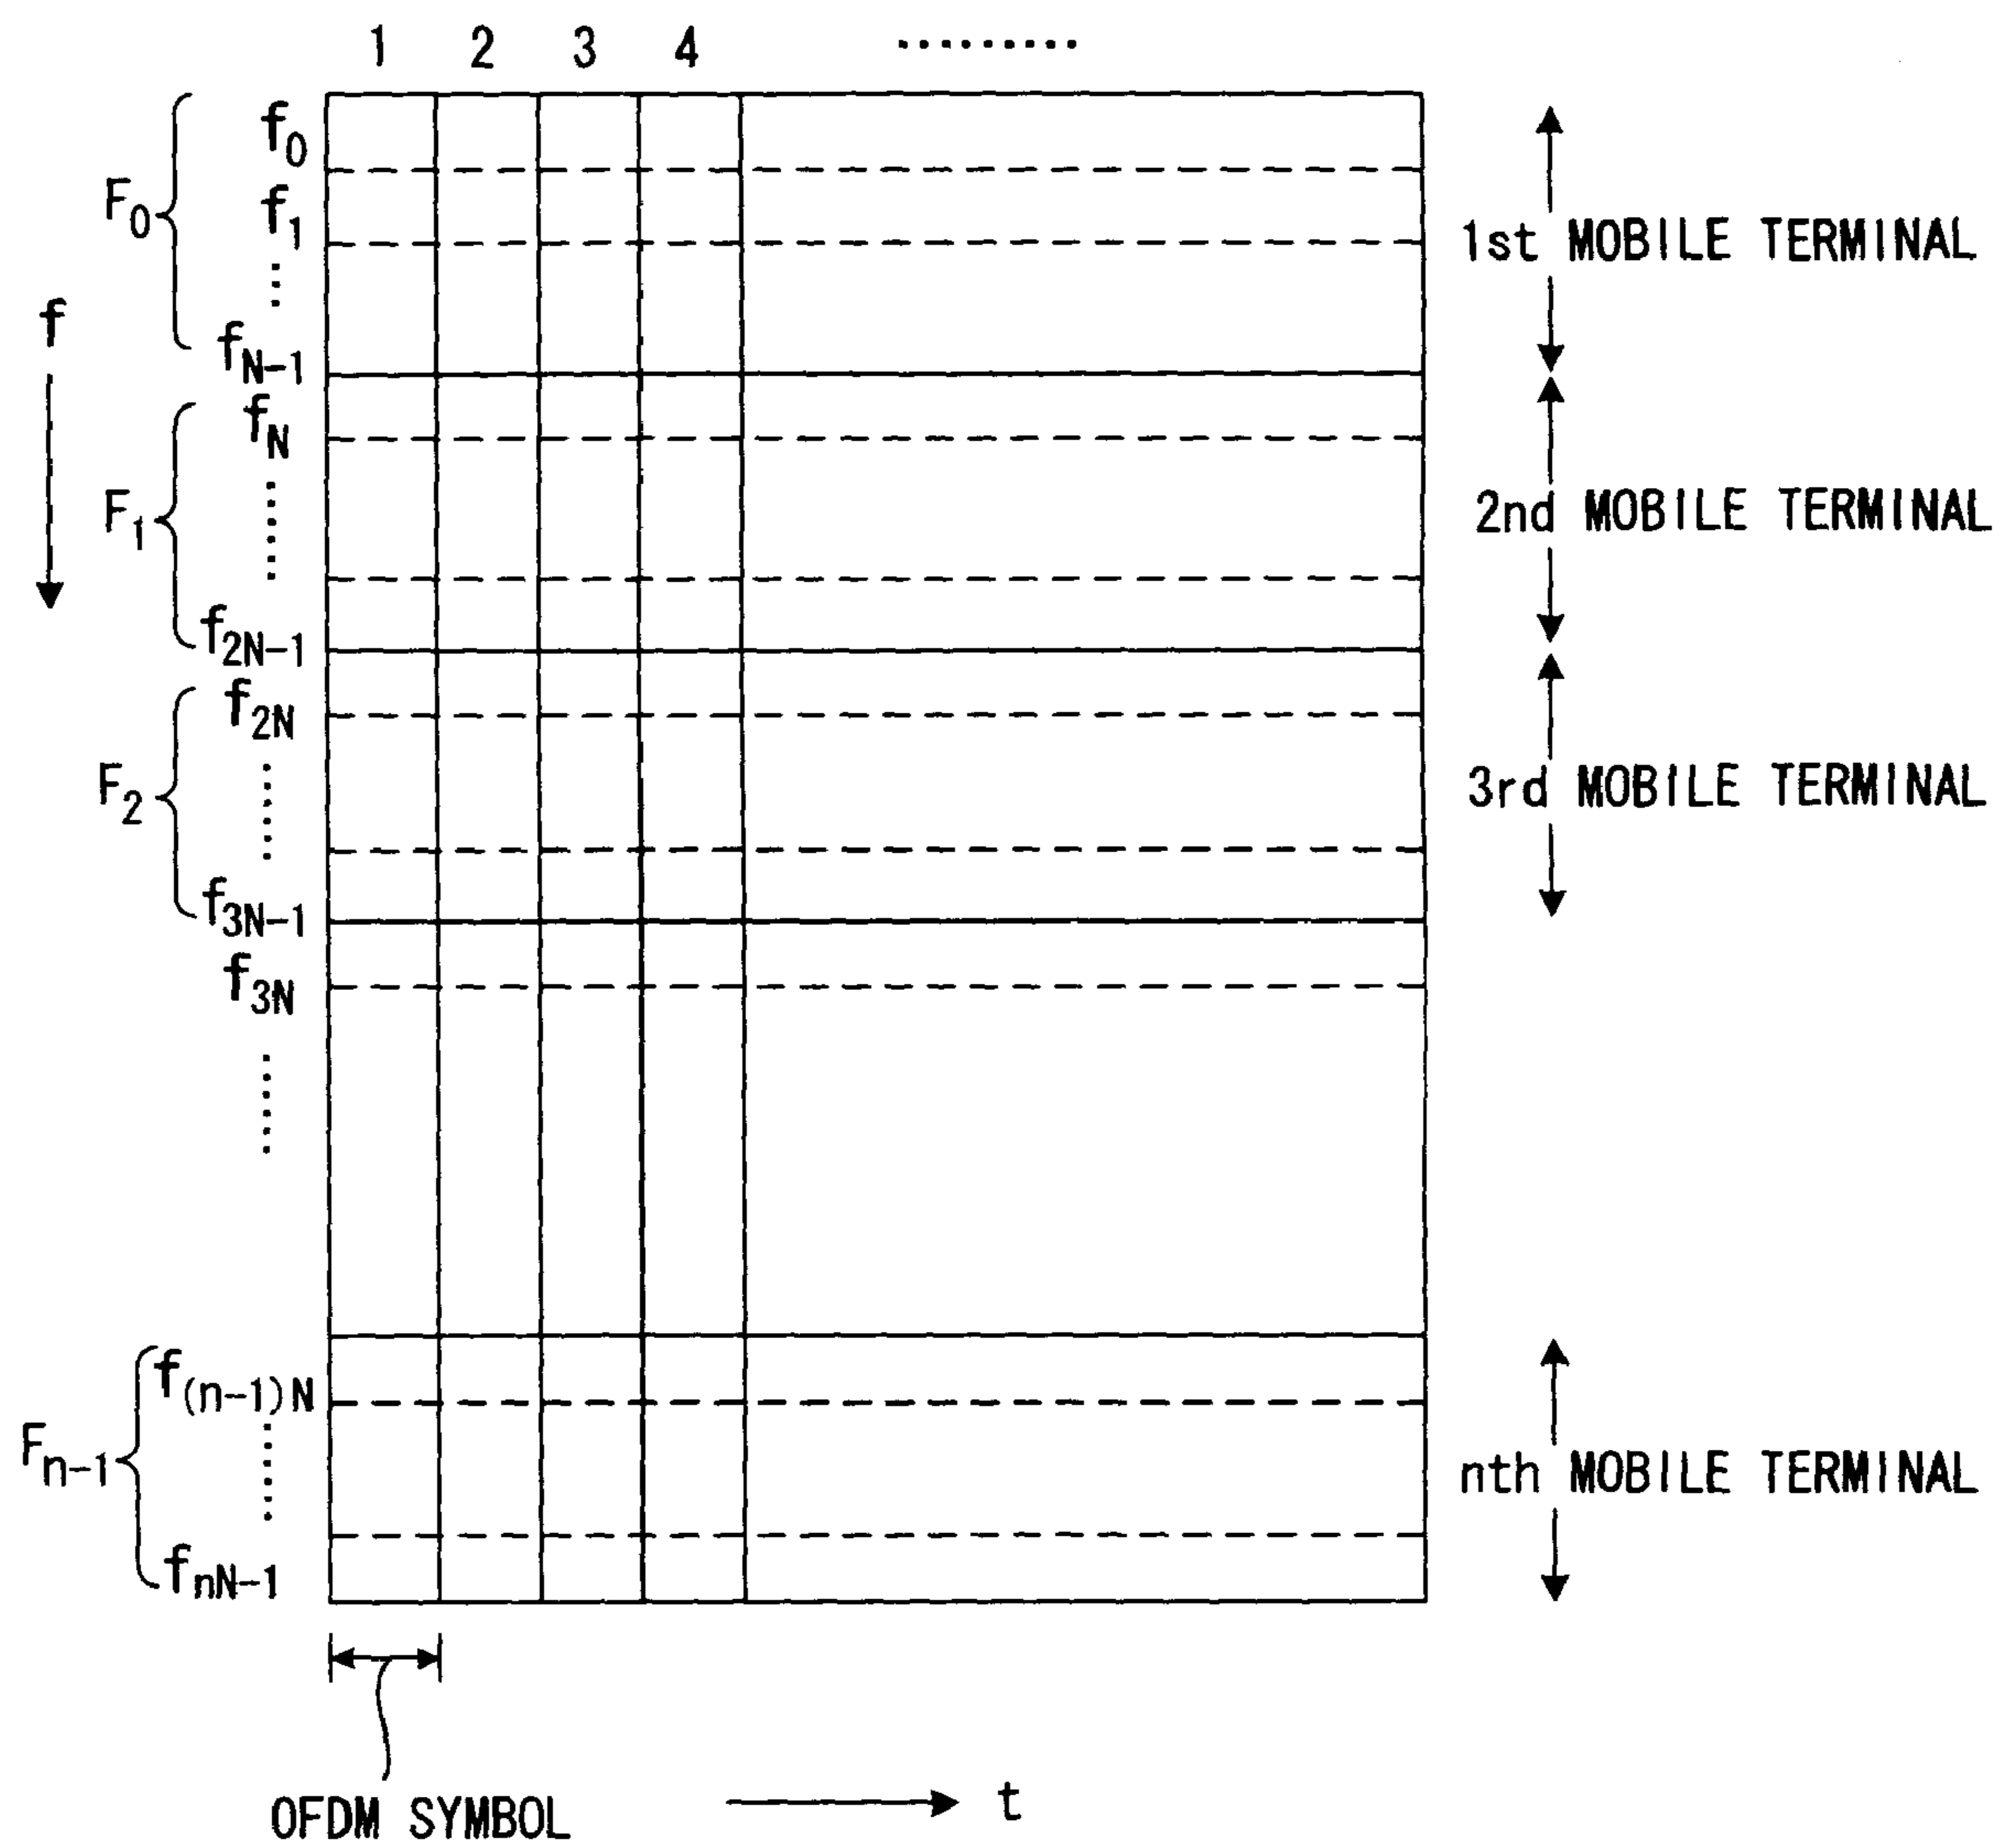 1 2 3 4 .........
f0
F0
f1
1st MOBILE TERMINAL
f
fN-1
fN
F1
2nd MOBILE TERMINAL
f2N-1
f2N
F2
3rd MOBILE TERMINAL
f3N-1
f3N
f(n-1)N
Fn-1
nth MOBILE TERMINAL
fnN-1
OFDM SYMBOL
t